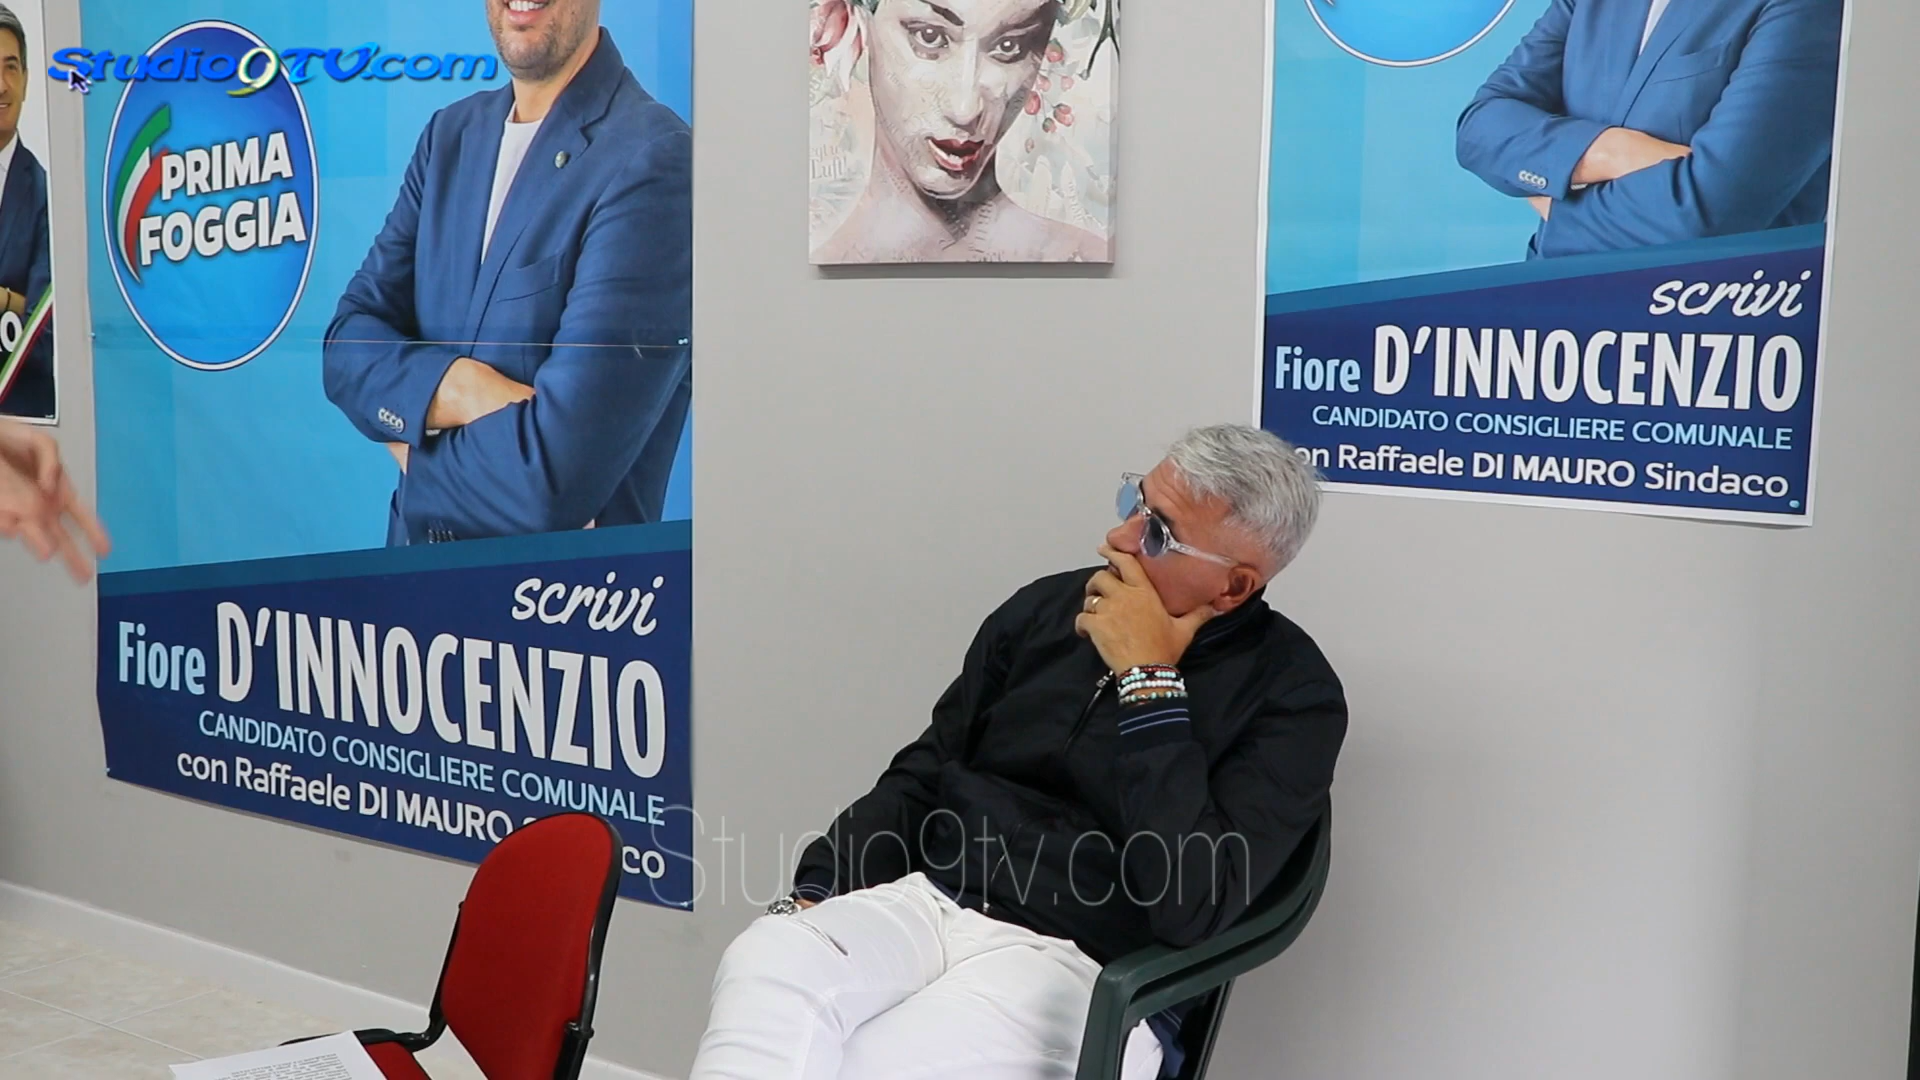 Studio9TV.com
PRIMA
FOGGIA
scrivi
Fiore D'INNOCENZIO
CANDIDATO CONSIGLIERE COMUNALE
con Raffaele DI MAURO
scrivi
Fiore D'INNOCENZIO
CANDIDATO CONSIGLIERE COMUNALE
Raffaele DI MAURO Sindaco
Studio9tv.com